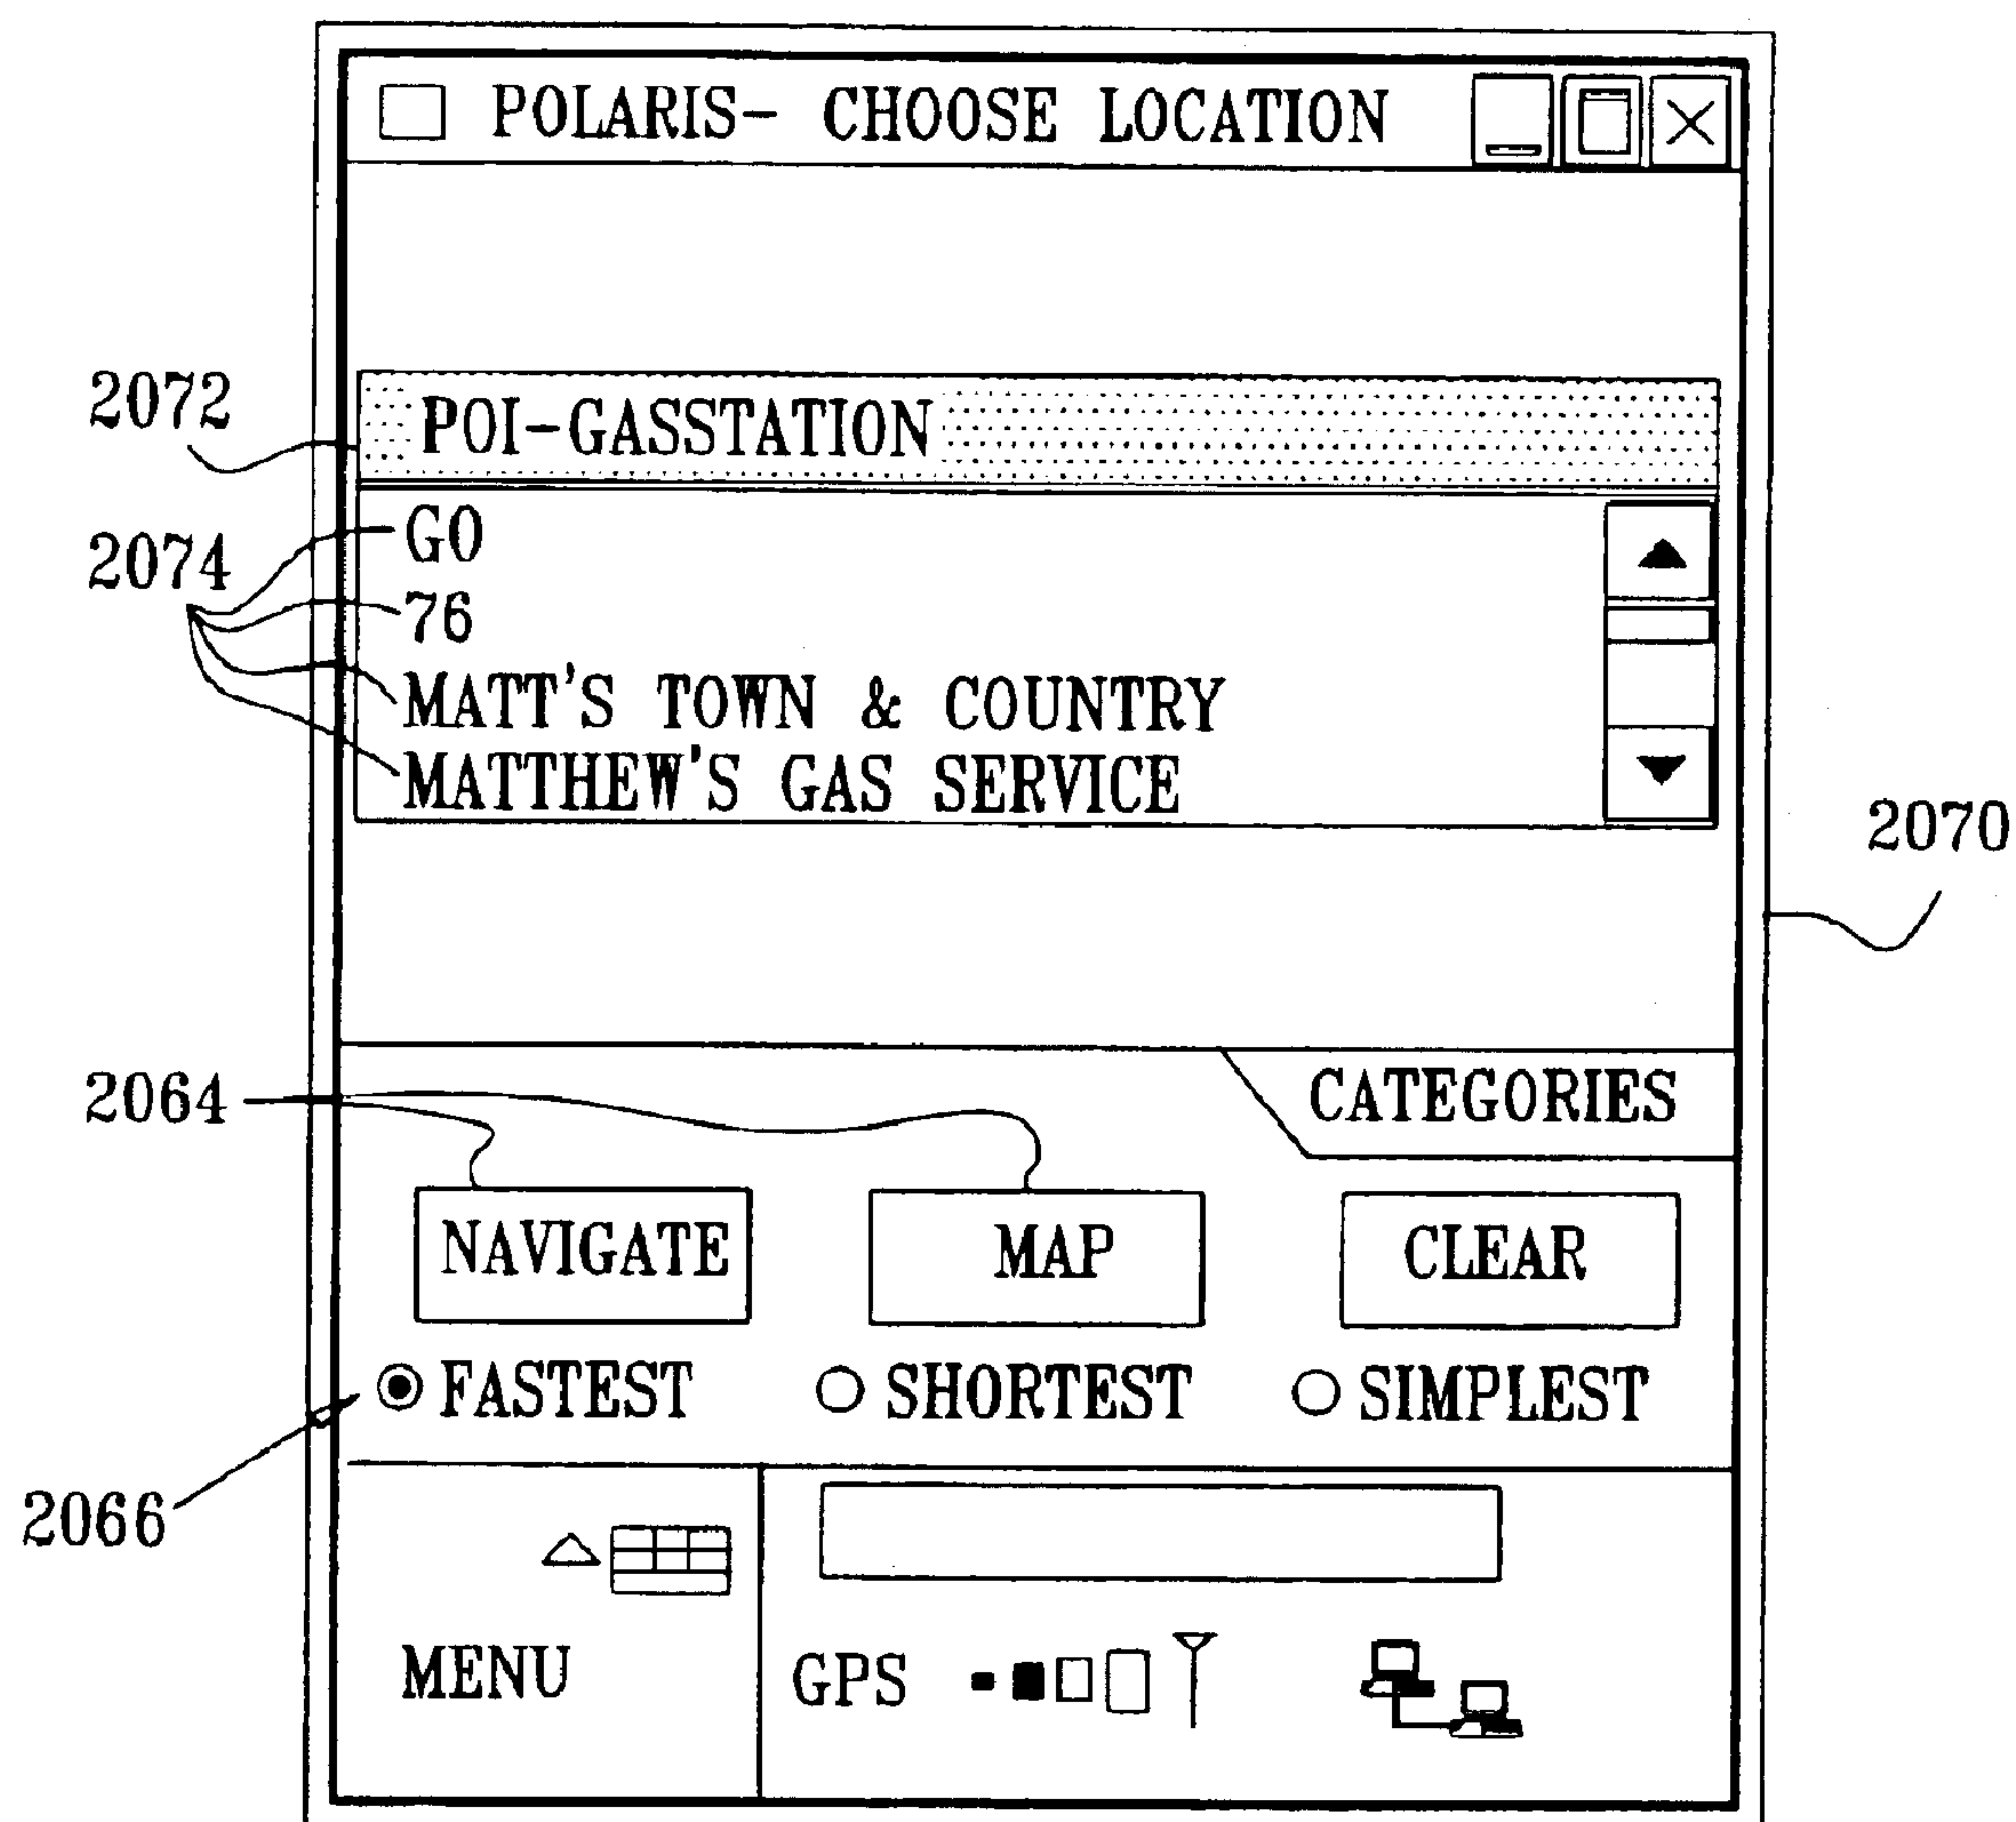 POLARIS- CHOOSE LOCATION
2072
POI-GASSTATION
2074
GO
76
MATT'S TOWN & COUNTRY
MATTHEW'S GAS SERVICE
2070
2064
CATEGORIES
NAVIGATE MAP CLEAR
FASTEST SHORTEST SIMPLEST
2066
MENU GPS